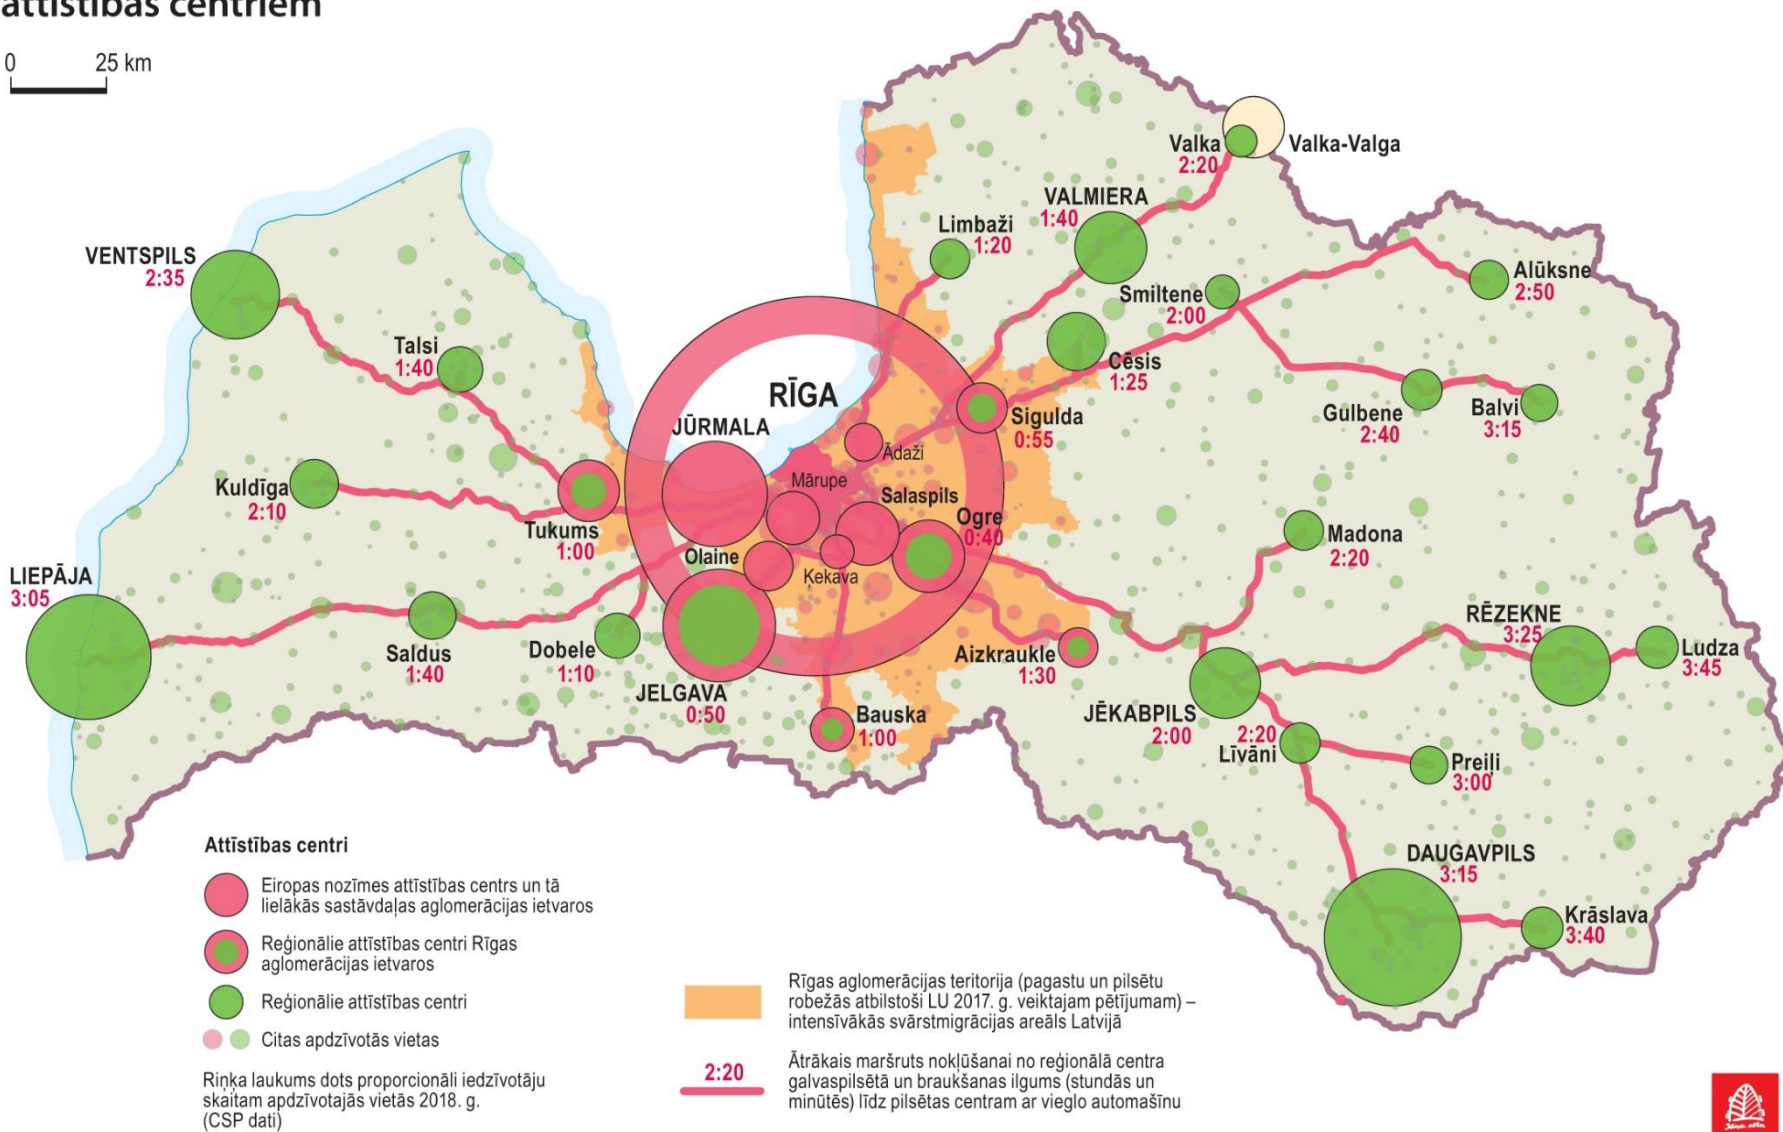 attīstības centriem
0 25 km
Valka
2:20
Valka-Valga
VALMIERA
1:40
Limbaži
1:20
VENTSPILS
2:35
Alūksne
2:50
Smiltene
2:00
Talsi
1:40
Cēsis
1:25
RĪGA
Gulbene
2:40
Balvi
3:15
Sigulda
0:55
JŪRMALA
Ādaži
Mārupe
Kuldīga
2:10
Salaspils
Ogre
0:40
Tukums
1:00
Madona
2:20
Olaine
Ķekava
LIEPĀJA
3:05
RĒZEKNE
3:25
Ludza
3:45
Saldus
1:40
Dobele
1:10
Aizkraukle
1:30
JELGAVA
0:50
Bauska
1:00
JĒKABPILS
2:00
2:20
Līvāni
Preiļi
3:00
DAUGAVPILS
3:15
Krāslava
3:40
Attīstības centri
Eiropas nozīmes attīstības centrs un tā
lielākās sastāvdaļas aglomerācijas ietvaros
Reģionālie attīstības centri Rīgas
aglomerācijas ietvaros
Reģionālie attīstības centri
Citas apdzīvotās vietas
Riņķa laukums dots proporcionāli iedzīvotāju
skaitam apdzīvotajās vietās 2018. g.
(CSP dati)
Rīgas aglomerācijas teritorija (pagastu un pilsētu
robežās atbilstoši LU 2017. g. veiktajam pētījumam) –
intensīvākās svārstmigrācijas areāls Latvijā
2:20
Ātrākais maršruts nokļūšanai no reģionālā centra
galvaspilsētā un braukšanas ilgums (stundās un
minūtēs) līdz pilsētas centram ar vieglo automašīnu